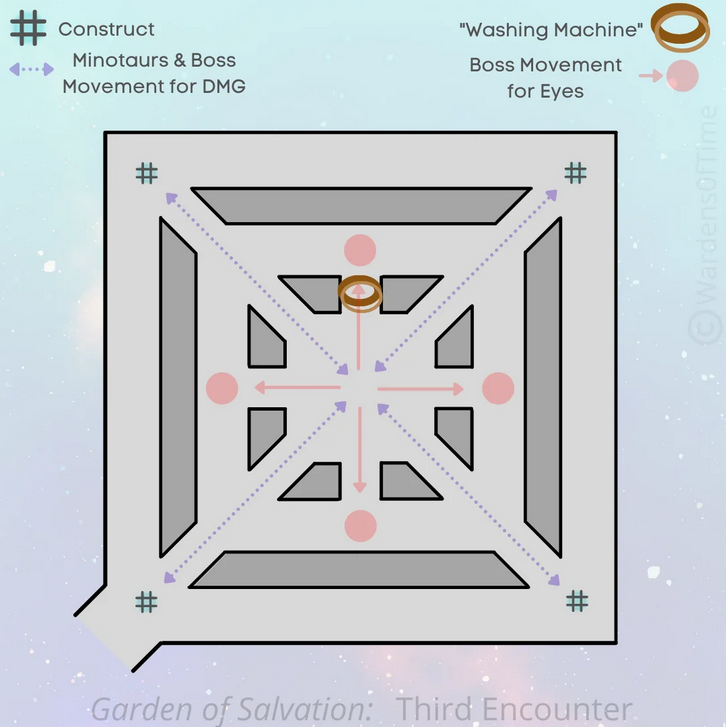 Construct
Minotaurs & Boss
Movement for DMG
"Washing Machine"
Boss Movement
for Eyes
©WardensOfTime
Garden of Salvation: Third Encounter